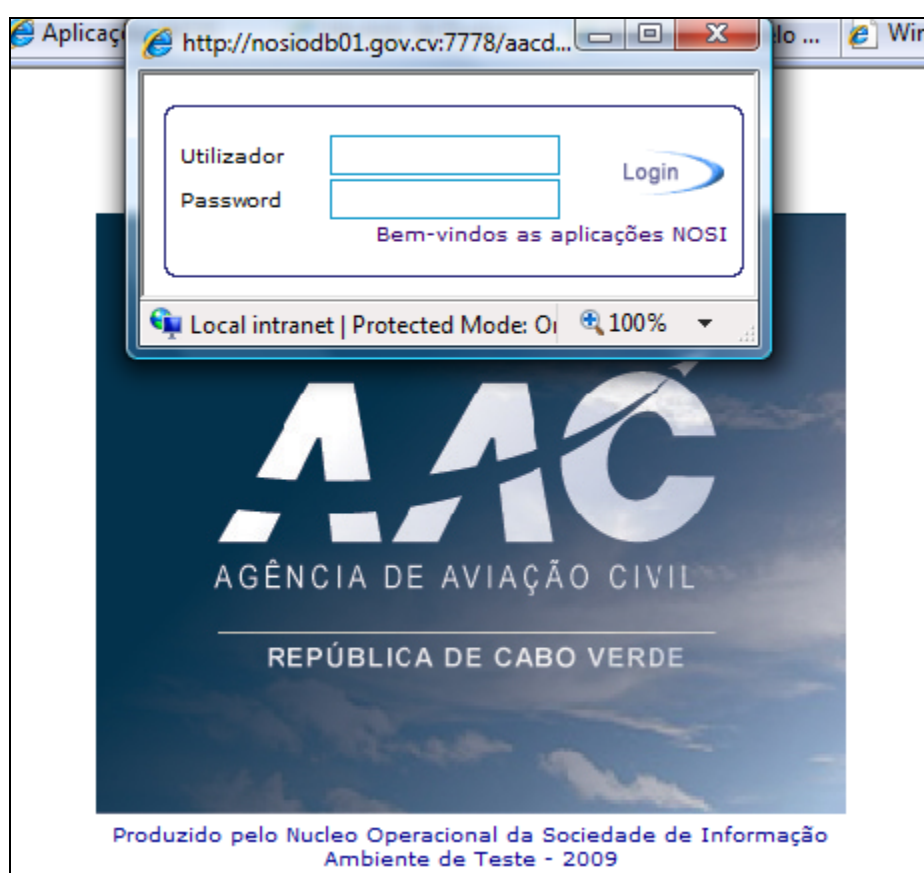 Aplicaç
http://nosiodb01.gov.cv:7778/aacd...
lo ...
Utilizador
Login
Password
Bem-vindos as aplicações NOSI
Local intranet | Protected Mode: 
100%
AAC
AGÊNCIA DE AVIAÇÃO CIVIL
REPÚBLICA DE CABO VERDE
Produzido pelo Nucleo Operacional da Sociedade de Informação
Ambiente de Teste - 2009